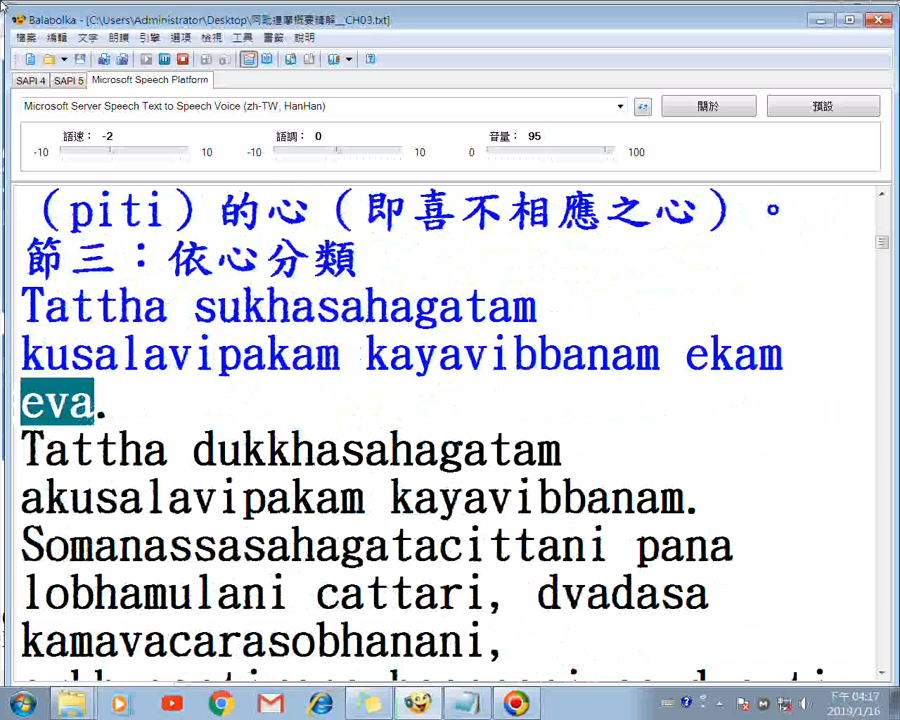 Balabolka - [C:\Users\Administrator\Desktop\阿毗達摩概要精解__CH03.txt]
檔案 編輯 文字 朗讀 引擎 選項 檢視 工具 書籤 說明
SAPI 4 SAPI 5 Microsoft Speech Platform
Microsoft Server Speech Text to Speech Voice (zh-TW, HanHan) 關於 預設
語速： -2 語調： 0 音量： 95
-10 10 -10 10 0 100
（piti）的心（即喜不相應之心）。
節三：依心分類
Tattha sukhasahagatam
kusalavipakam kayavibbanam ekam
eva.
Tattha dukkhasahagatam
akusalavipakam kayavibbanam.
Somanassasahagatacittani pana
lobhamulani cattari, dvadasa
kamavacarasobhanani,
下午 04:17
2019/1/16